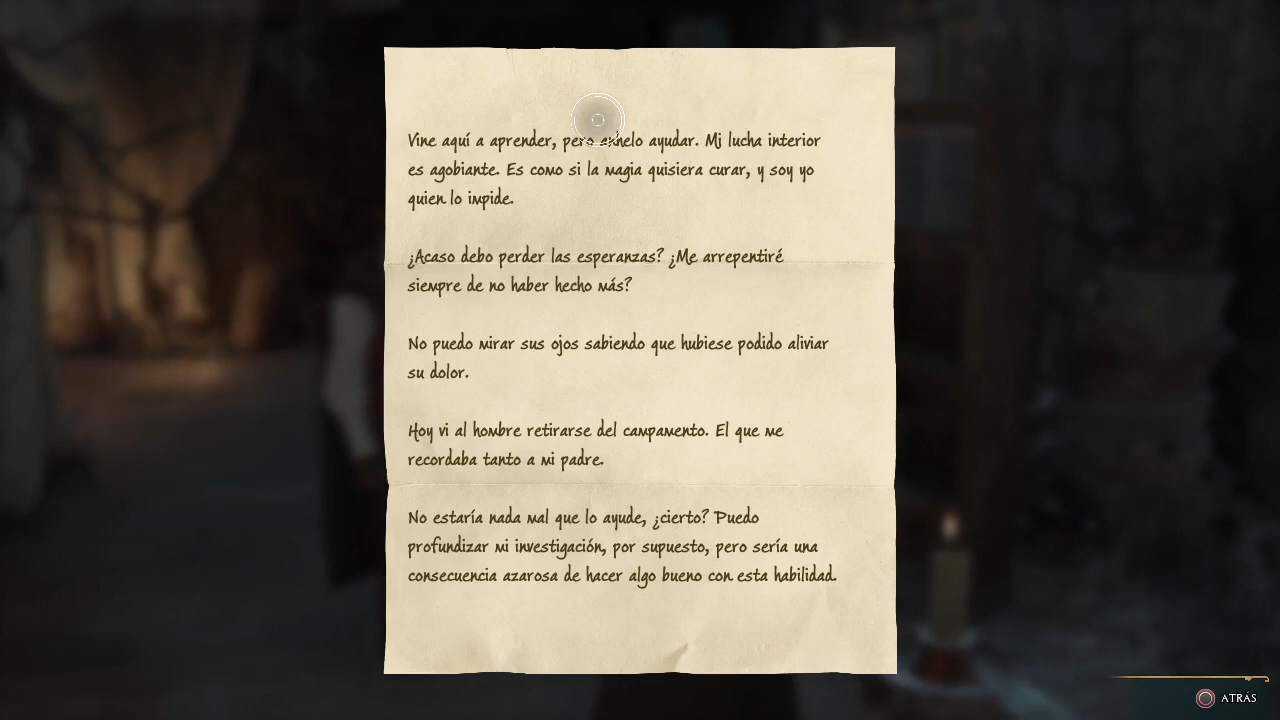 Vine aquí a aprender, pero anhelo ayudar. Mi lucha interior
es agobiante. Es como si la magia quisiera curar, y soy yo
quien lo impide.
¿Acaso debo perder las esperanzas? ¿Me arrepentiré
siempre de no haber hecho más?
No puedo mirar sus ojos sabiendo que hubiese podido aliviar
su dolor.
Hoy vi al hombre retirarse del campamento. El que me
recordaba tanto a mi padre.
No estaría nada mal que lo ayude, ¿cierto? Puedo
profundizar mi investigación, por supuesto, pero sería una
consecuencia azarosa de hacer algo bueno con esta habilidad.
ATRÁS